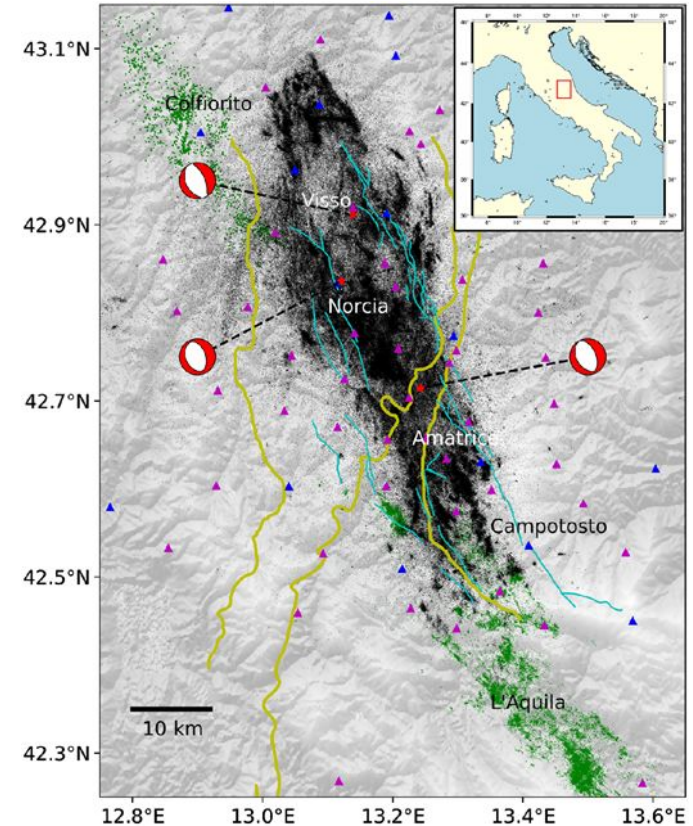 43.1°N
42.9°N
42.7°N
42.5°N
42.3°N
Colfiorito
Visso
Norcia
Amatrice
Campotosto
L'Aquila
10 km
12.8°E 13.0°E 13.2°E 13.4°E 13.6°E